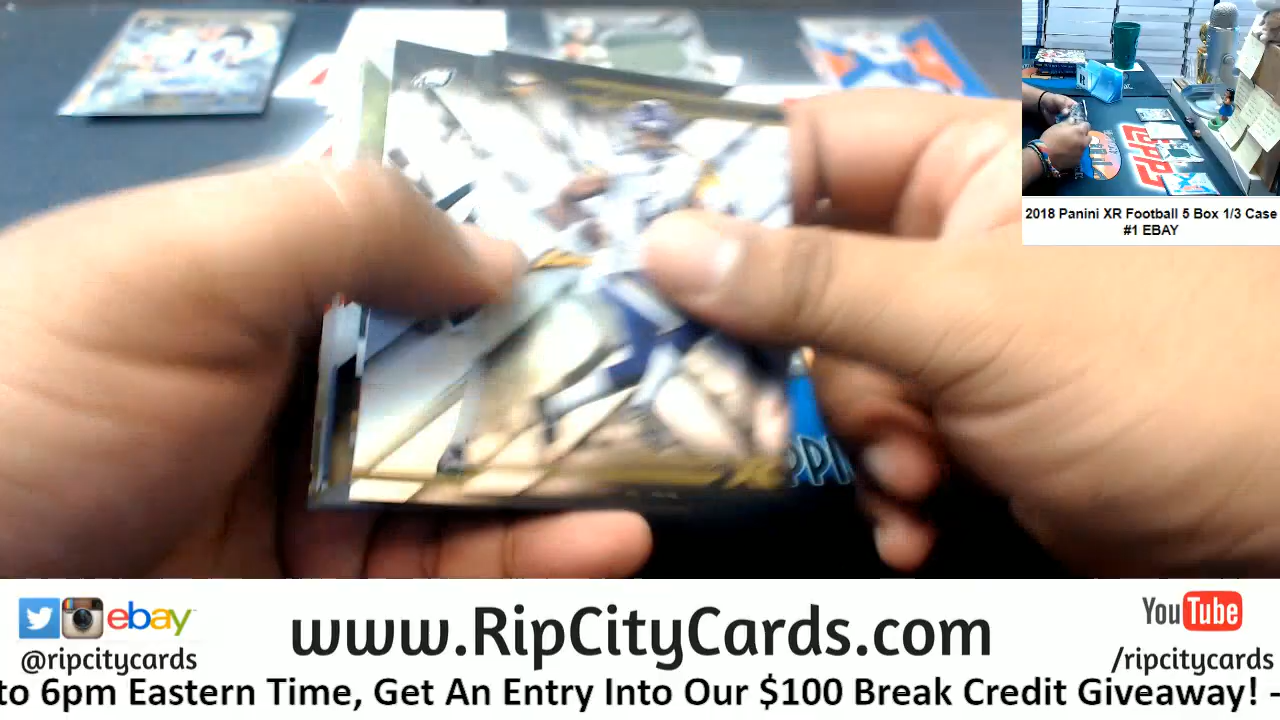 2018 Panini XR Football 5 Box 1/3 Case
#1 EBAY
ebay
@ripcitycards
www.RipCityCards.com
YouTube
/ripcitycards
to 6pm Eastern Time, Get An Entry Into Our $100 Break Credit Giveaway! -